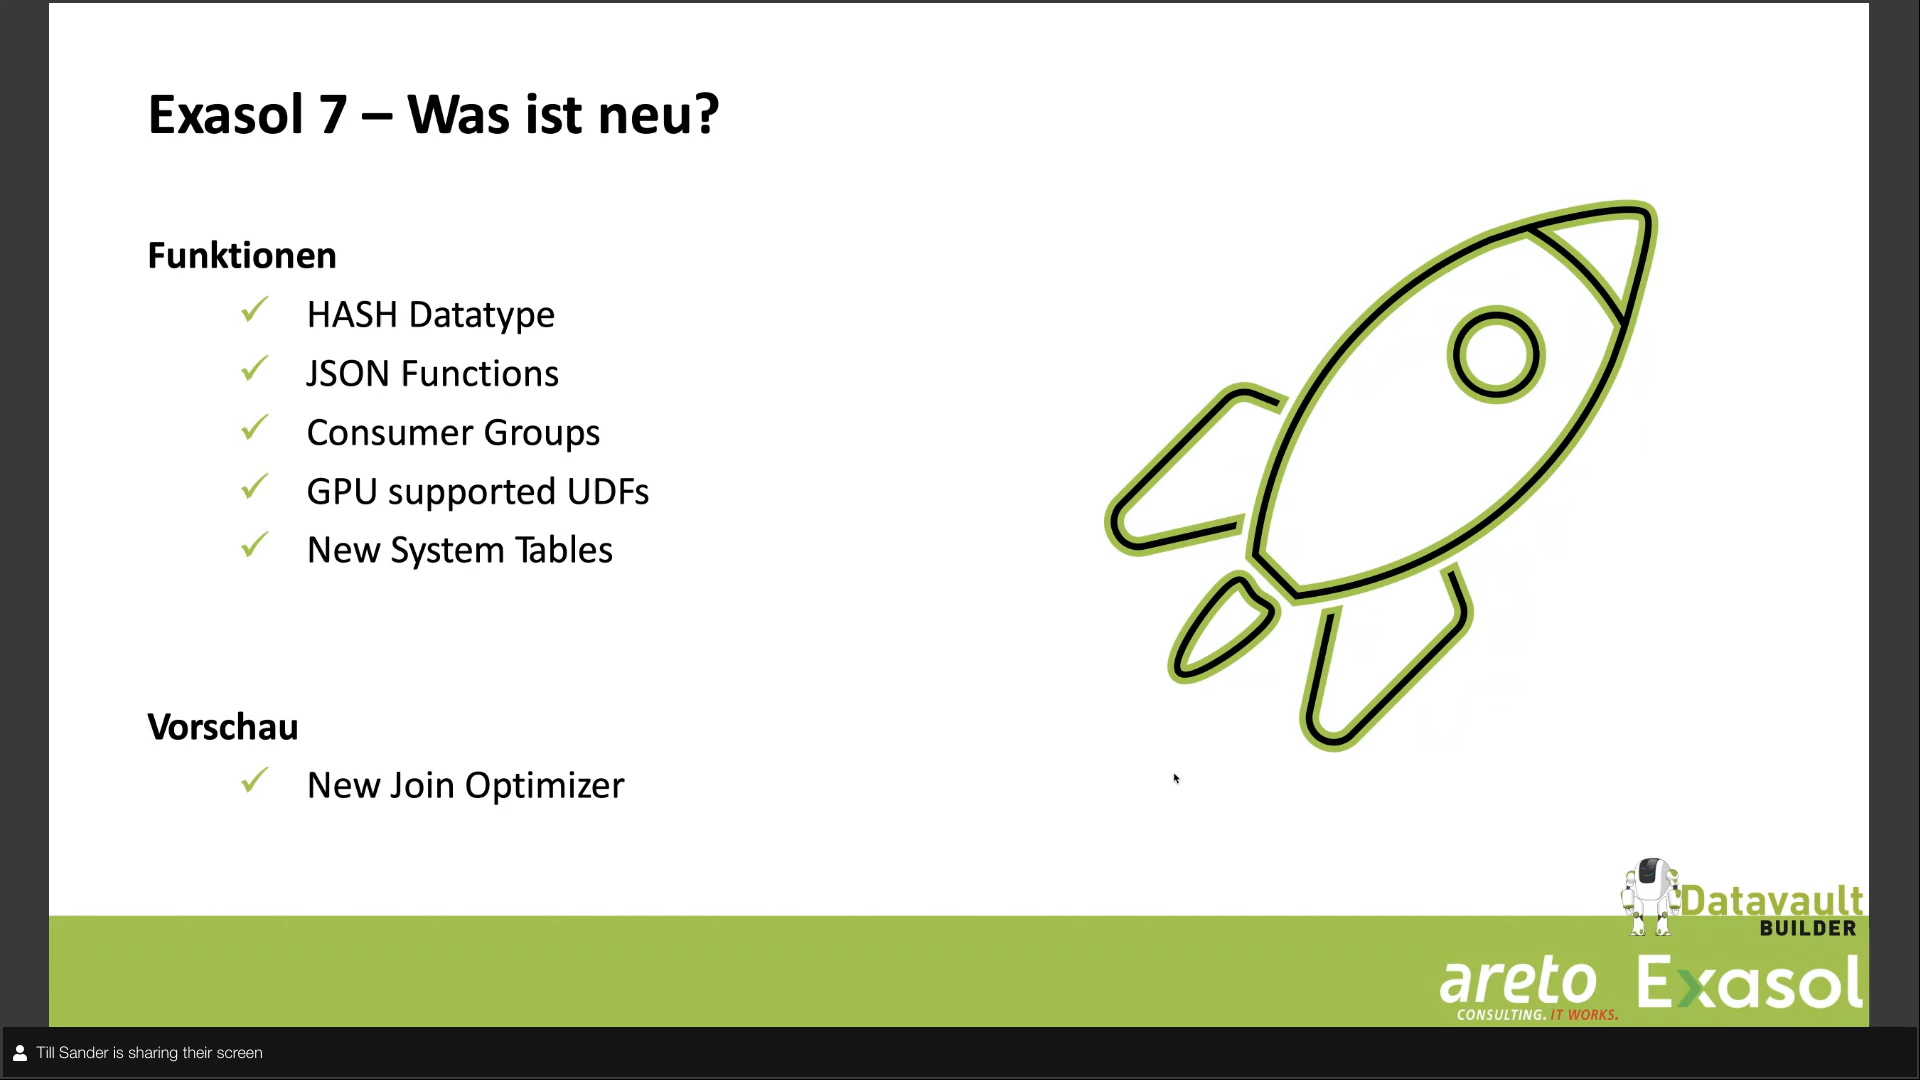 Exasol 7 – Was ist neu?
Funktionen
HASH Datatype
JSON Functions
Consumer Groups
GPU supported UDFs
New System Tables
Vorschau
New Join Optimizer
Datavault
BUILDER
areto
CONSULTING. IT WORKS.
Exasol
Till Sander is sharing their screen